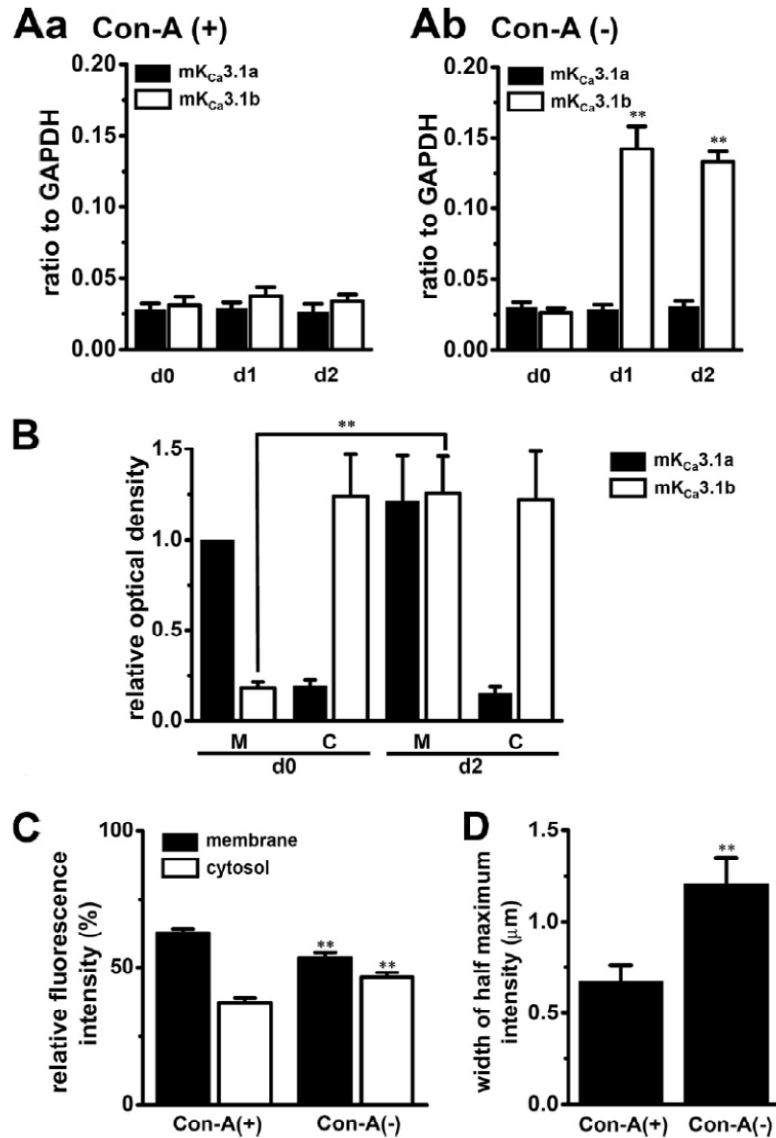 Aa Con-A (+)
ratio to GAPDH
0.20
0.15
0.10
0.05
0.00
mKCa3.1a
mKCa3.1b
d0 d1 d2
Ab Con-A (-)
ratio to GAPDH
0.20
0.15
0.10
0.05
0.00
mKCa3.1a
mKCa3.1b
** **
d0 d1 d2
B
relative optical density
1.5
1.0
0.5
0.0
**
mKCa3.1a
mKCa3.1b
M C M C
d0 d2
C
relative fluorescence
intensity (%)
100
50
0
membrane
cytosol
** **
Con-A(+) Con-A(-)
D
width of half maximum
intensity (μm)
1.5
1.0
0.5
0.0
**
Con-A(+) Con-A(-)